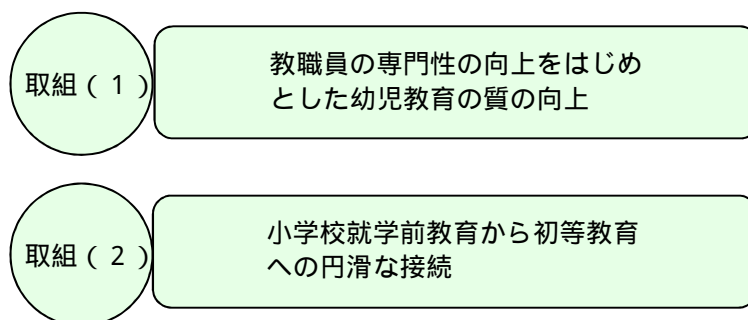 取組(1)
教職員の専門性の向上をはじめ
とした幼児教育の質の向上
取組(2)
小学校就学前教育から初等教育
への円滑な接続